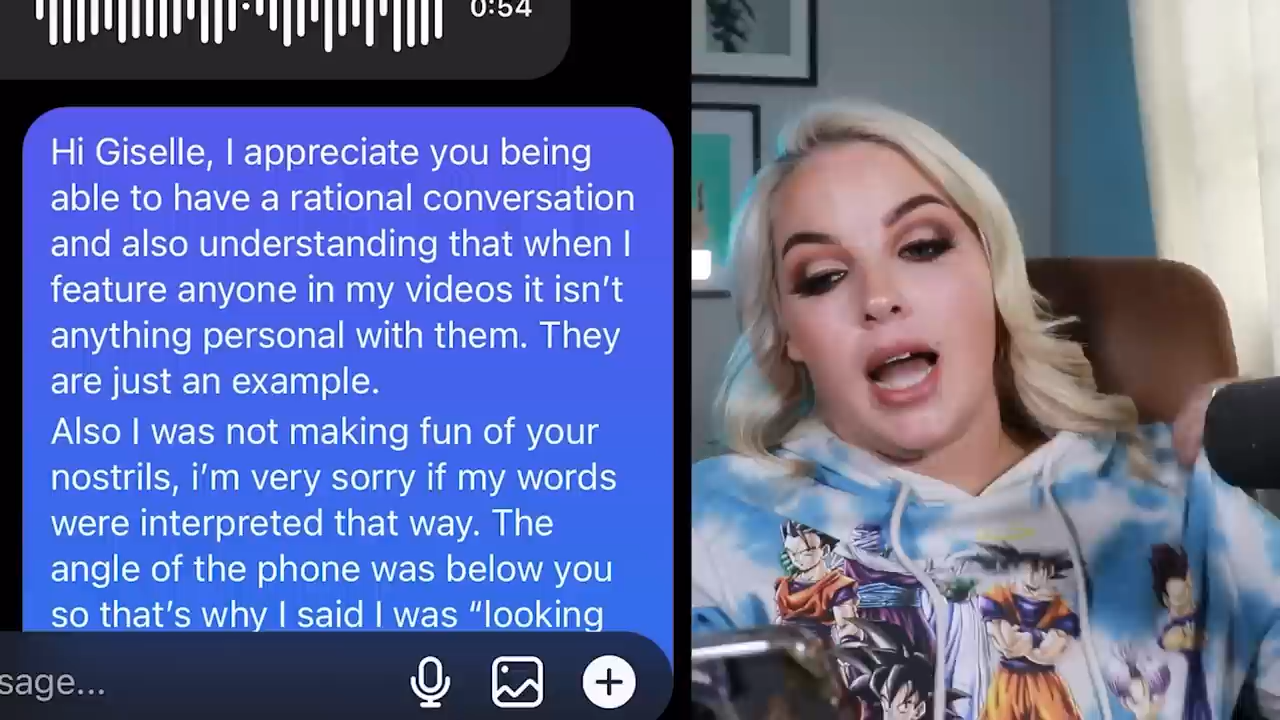 0:54
Hi Giselle, I appreciate you being
able to have a rational conversation
and also understanding that when I
feature anyone in my videos it isn't
anything personal with them. They
are just an example.
Also I was not making fun of your
nostrils, i'm very sorry if my words
were interpreted that way. The
angle of the phone was below you
so that's why I said I was “looking
sage...